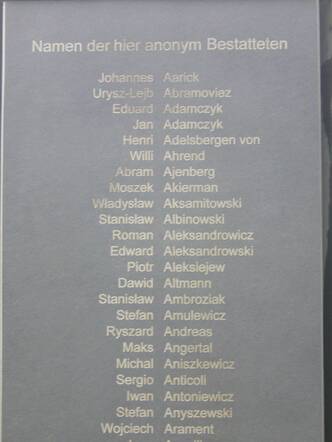 Namen der hier anonym Bestatteten
Johannes Aarick
Urysz-Lejb Abramoviez
Eduard Adamczyk
Jan Adamczyk
Henri Adelsbergen von
Willi Ahrend
Abram Ajenberg
Moszek Akierman
Władysław Aksamitowski
Stanisław Albinowski
Roman Aleksandrowicz
Edward Aleksandrowski
Piotr Aleksiejew
Dawid Altmann
Stanisław Ambroziak
Stefan Amulewicz
Ryszard Andreas
Maks Angertal
Michal Aniszkewicz
Sergio Anticoli
Iwan Antoniewicz
Stefan Anyszewski
Wojciech Arament